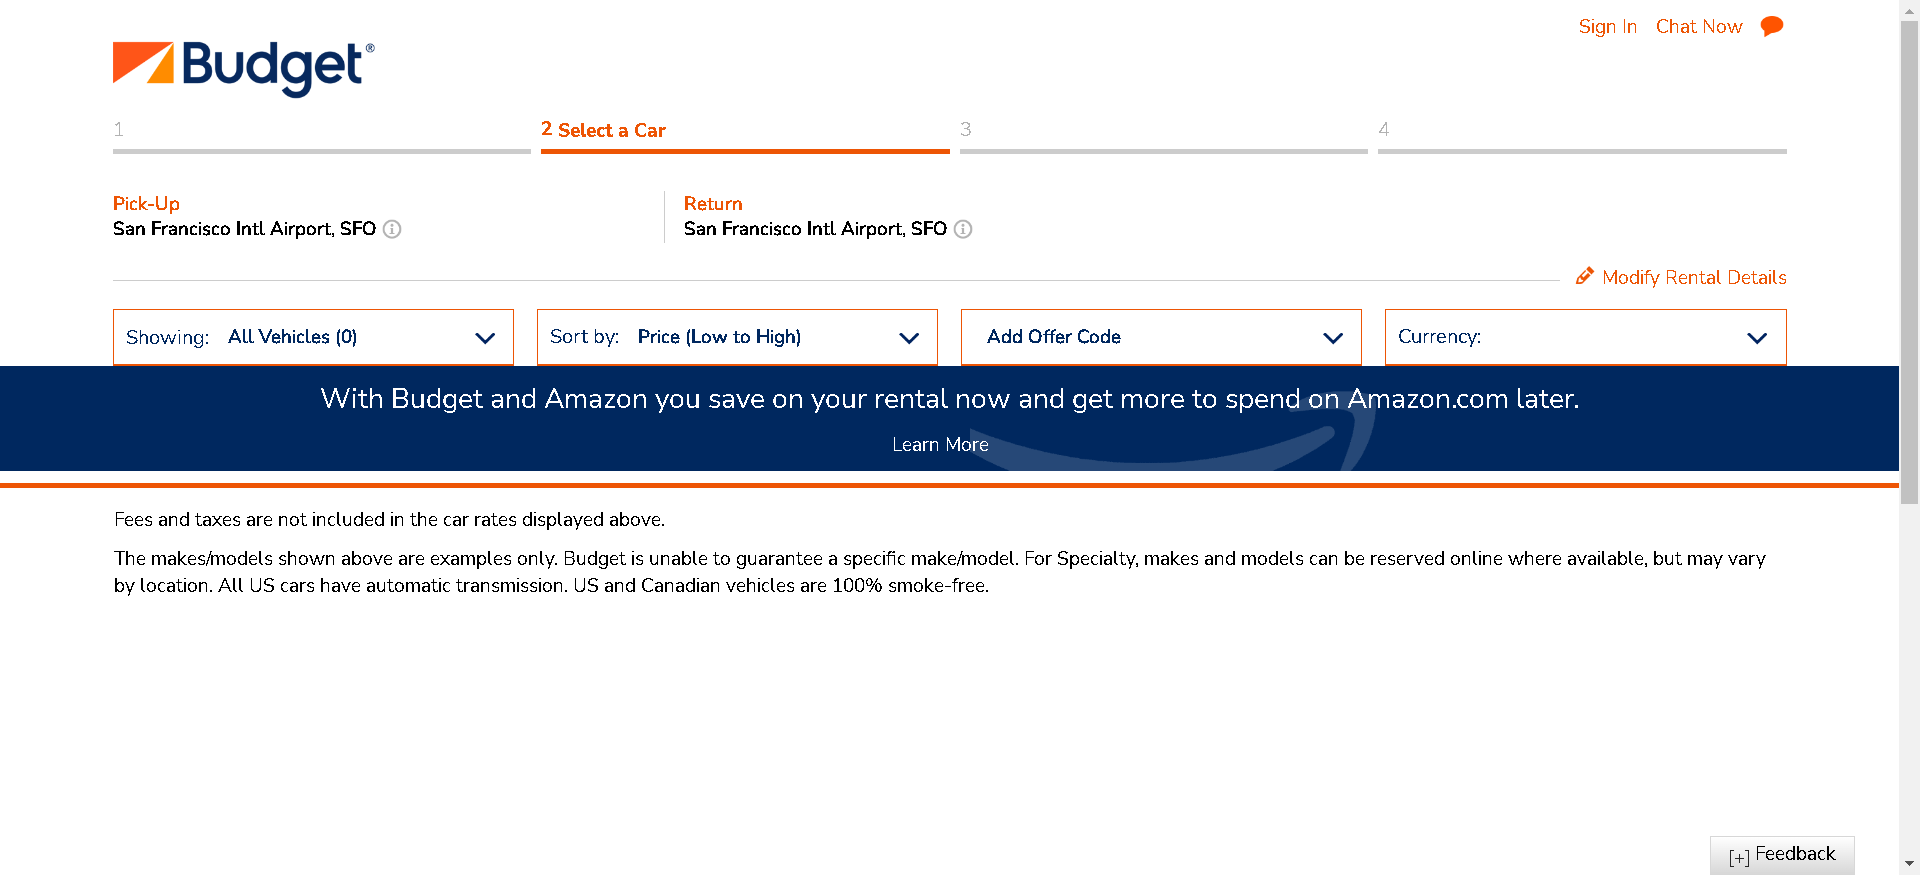 Sign In Chat Now
Budget®
1 2 Select a Car 3 4
Pick-Up Return
San Francisco Intl Airport, SFO San Francisco Intl Airport, SFO
Modify Rental Details
Showing: All Vehicles (0) Sort by: Price (Low to High) Add Offer Code Currency:
With Budget and Amazon you save on your rental now and get more to spend on Amazon.com later.
Learn More
Fees and taxes are not included in the car rates displayed above.
The makes/models shown above are examples only. Budget is unable to guarantee a specific make/model. For Specialty, makes and models can be reserved online where available, but may vary
by location. All US cars have automatic transmission. US and Canadian vehicles are 100% smoke-free.
[+] Feedback